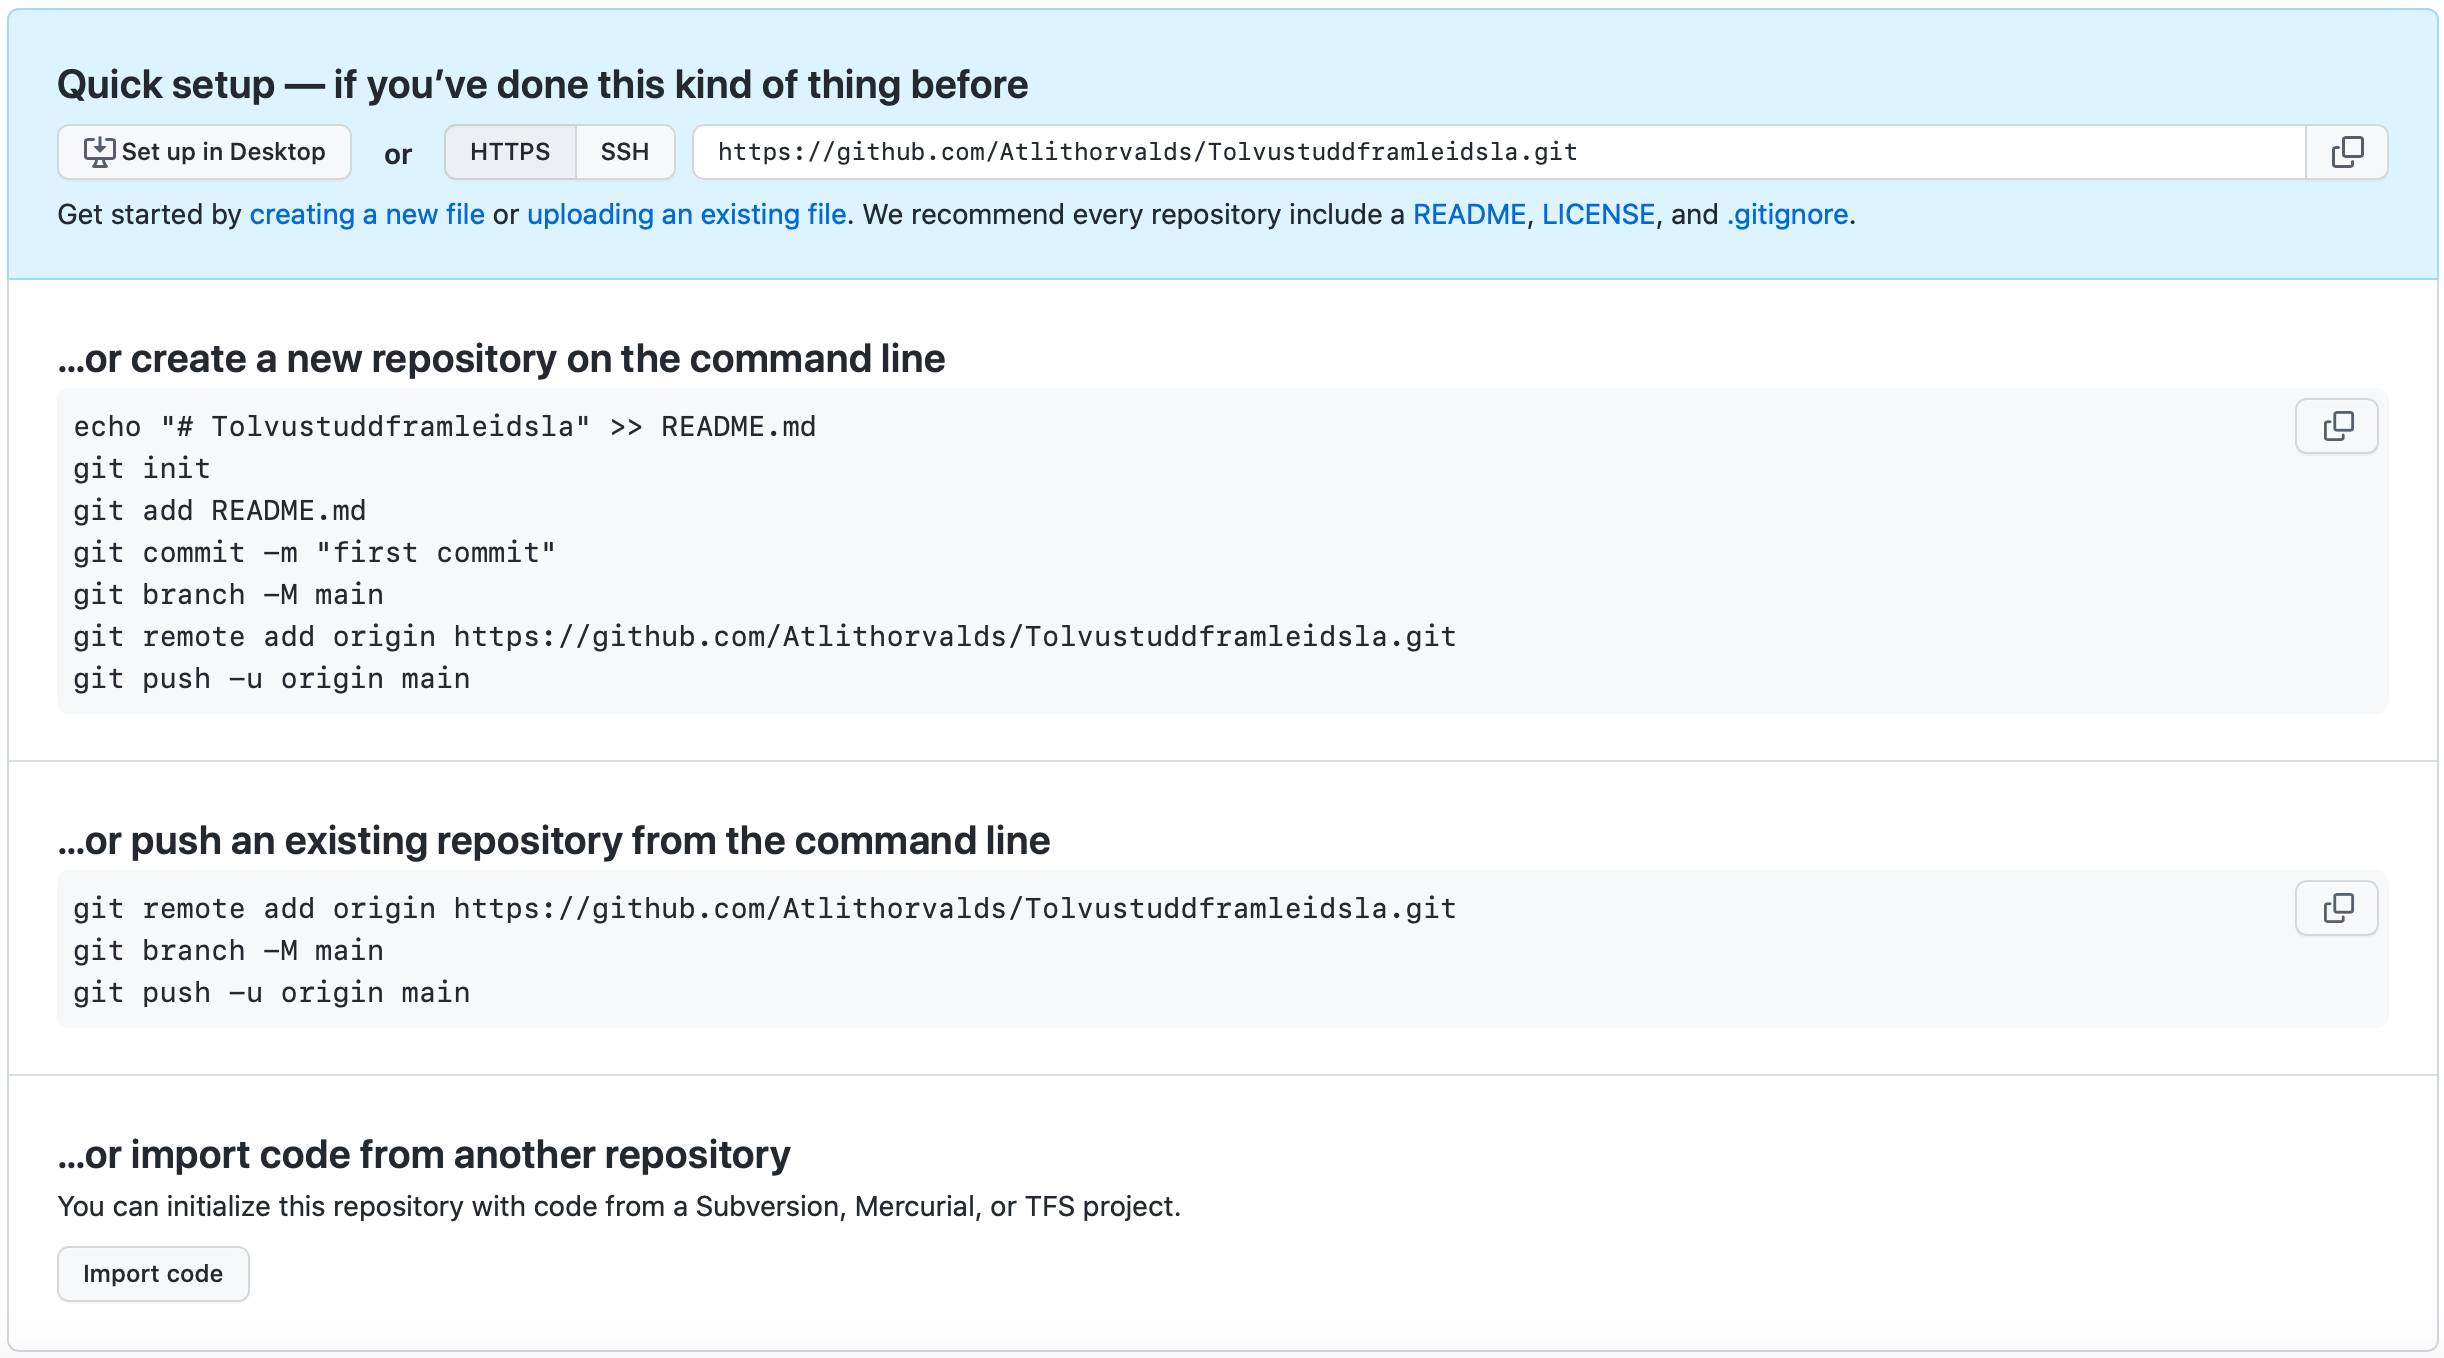 Quick setup — if you’ve done this kind of thing before
Set up in Desktop or HTTPS SSH https://github.com/Atlithorvalds/Tolvustuddframleidsla.git
Get started by creating a new file or uploading an existing file. We recommend every repository include a README, LICENSE, and .gitignore.
…or create a new repository on the command line
echo "# Tolvustuddframleidsla" >> README.md
git init
git add README.md
git commit -m "first commit"
git branch -M main
git remote add origin https://github.com/Atlithorvalds/Tolvustuddframleidsla.git
git push -u origin main
…or push an existing repository from the command line
git remote add origin https://github.com/Atlithorvalds/Tolvustuddframleidsla.git
git branch -M main
git push -u origin main
…or import code from another repository
You can initialize this repository with code from a Subversion, Mercurial, or TFS project.
Import code